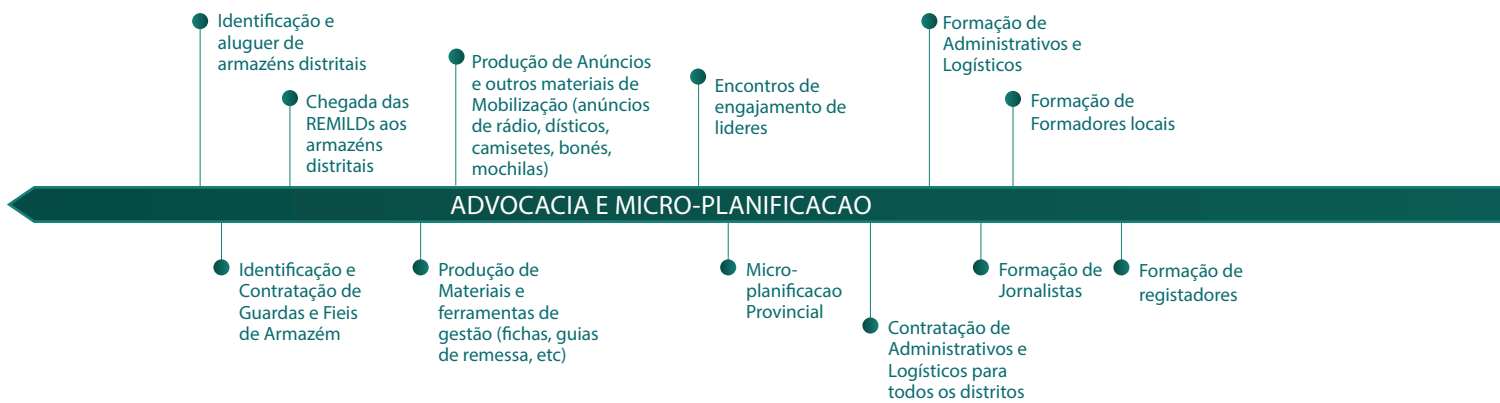 Identificação e
aluguer de
armazéns distritais
Chegada das
REMILDs aos
armazéns
distritais
Produção de Anúncios
e outros materiais de
Mobilização (anúncios
de rádio, dísticos,
camisetes, bonés,
mochilas)
Encontros de
engajamento de
lideres
Formação de
Administrativos e
Logísticos
Formação de
Formadores locais
ADVOCACIA E MICRO-PLANIFICACAO
Identificação e
Contratação de
Guardas e Fieis
de Armazém
Produção de
Materiais e
ferramentas de
gestão (fichas, guias
de remessa, etc)
Micro-
planificacao
Provincial
Contratação de
Administrativos e
Logísticos para
todos os distritos
Formação de
Jornalistas
Formação de
registadores